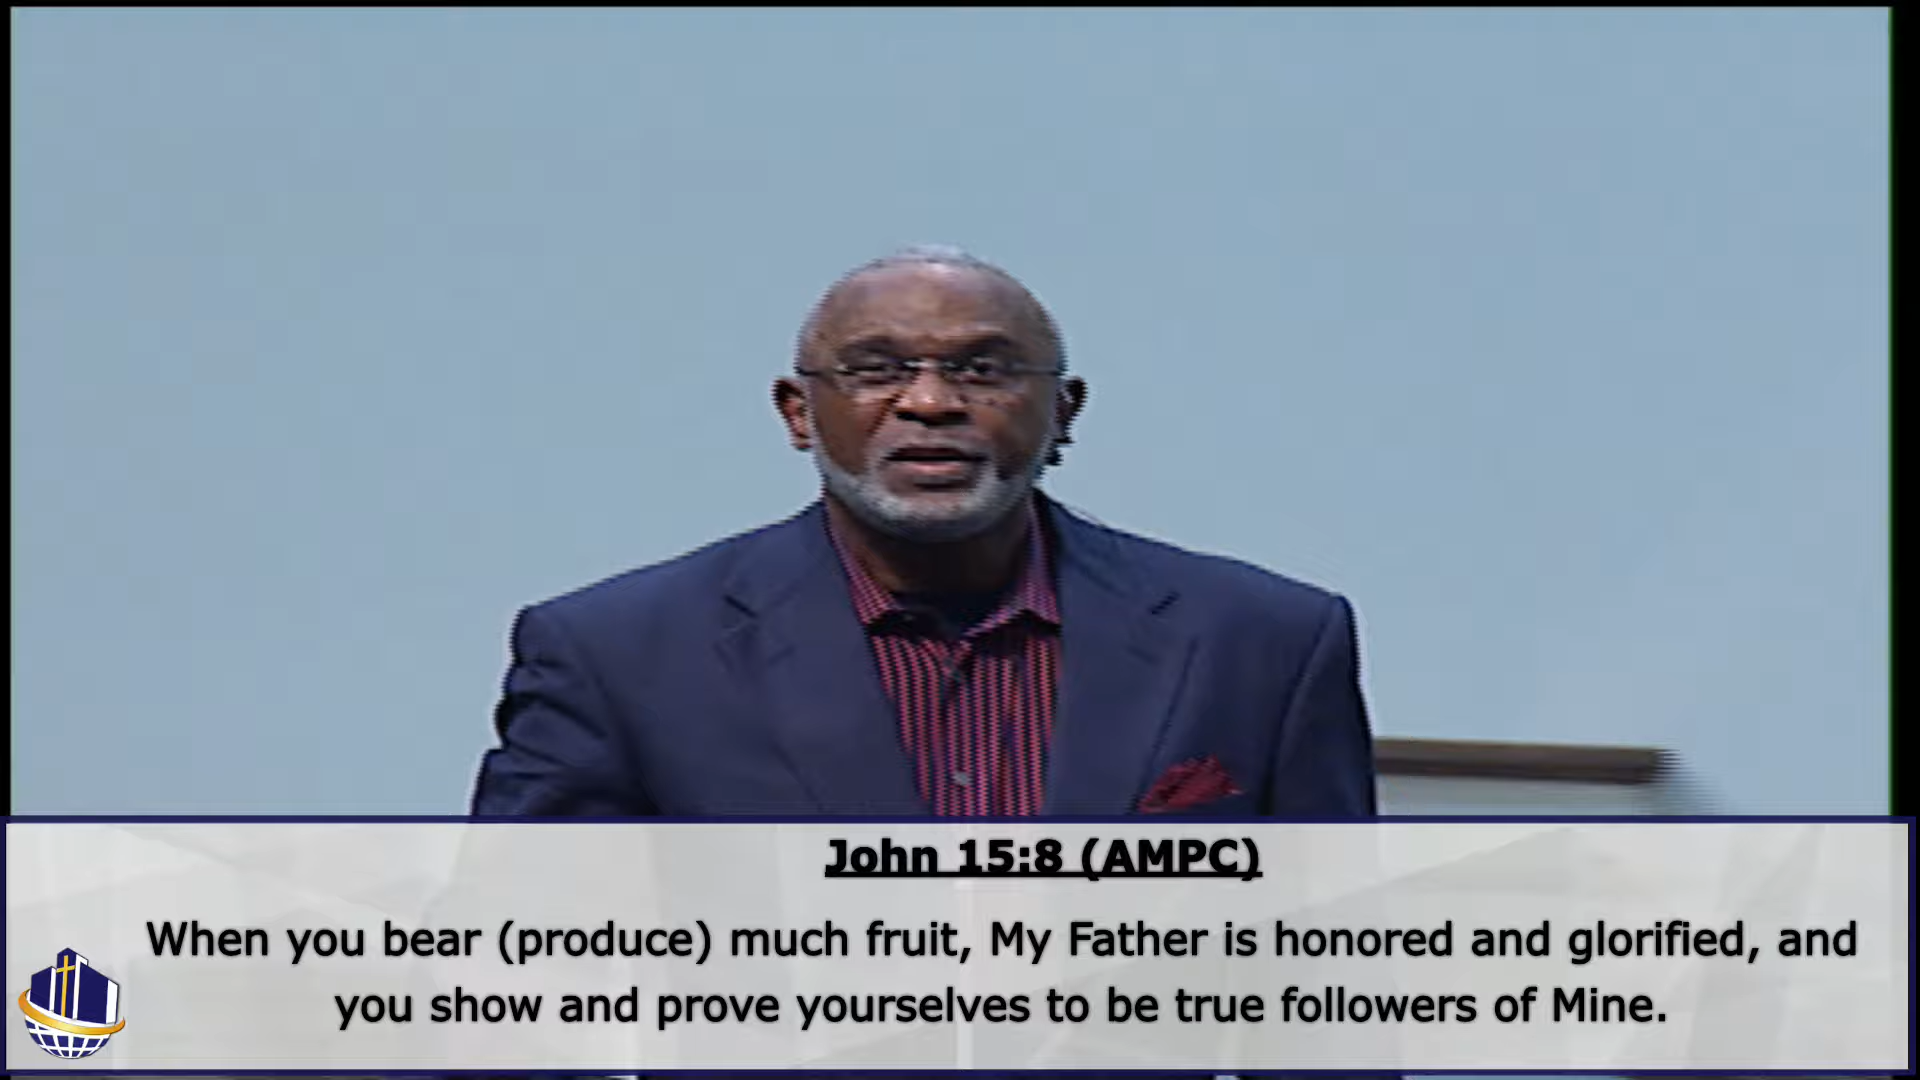 John 15:8 (AMPC)
When you bear (produce) much fruit, My Father is honored and glorified, and
you show and prove yourselves to be true followers of Mine.